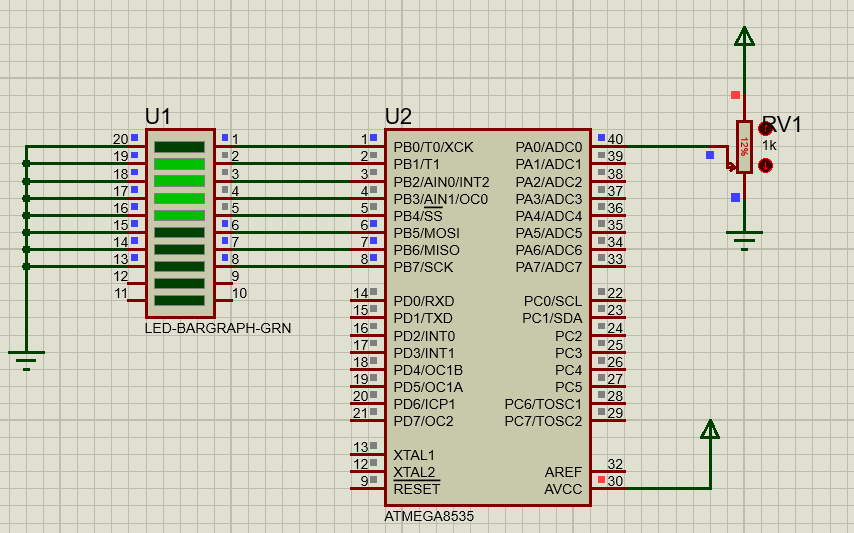 U1
U2
RV1
1k
12%
20 1 1 PB0/T0/XCK PA0/ADC0 40
19 2 2 PB1/T1 PA1/ADC1 39
18 3 3 PB2/AIN0/INT2 PA2/ADC2 38
17 4 4 PB3/AIN1/OC0 PA3/ADC3 37
16 5 5 PB4/SS PA4/ADC4 36
15 6 6 PB5/MOSI PA5/ADC5 35
14 7 7 PB6/MISO PA6/ADC6 34
13 8 8 PB7/SCK PA7/ADC7 33
12 9
11 10
LED-BARGRAPH-GRN
14 PD0/RXD PC0/SCL 22
15 PD1/TXD PC1/SDA 23
16 PD2/INT0 PC2 24
17 PD3/INT1 PC3 25
18 PD4/OC1B PC4 26
19 PD5/OC1A PC5 27
20 PD6/ICP1 PC6/TOSC1 28
21 PD7/OC2 PC7/TOSC2 29
13 XTAL1
12 XTAL2 AREF 32
9 RESET AVCC 30
ATMEGA8535